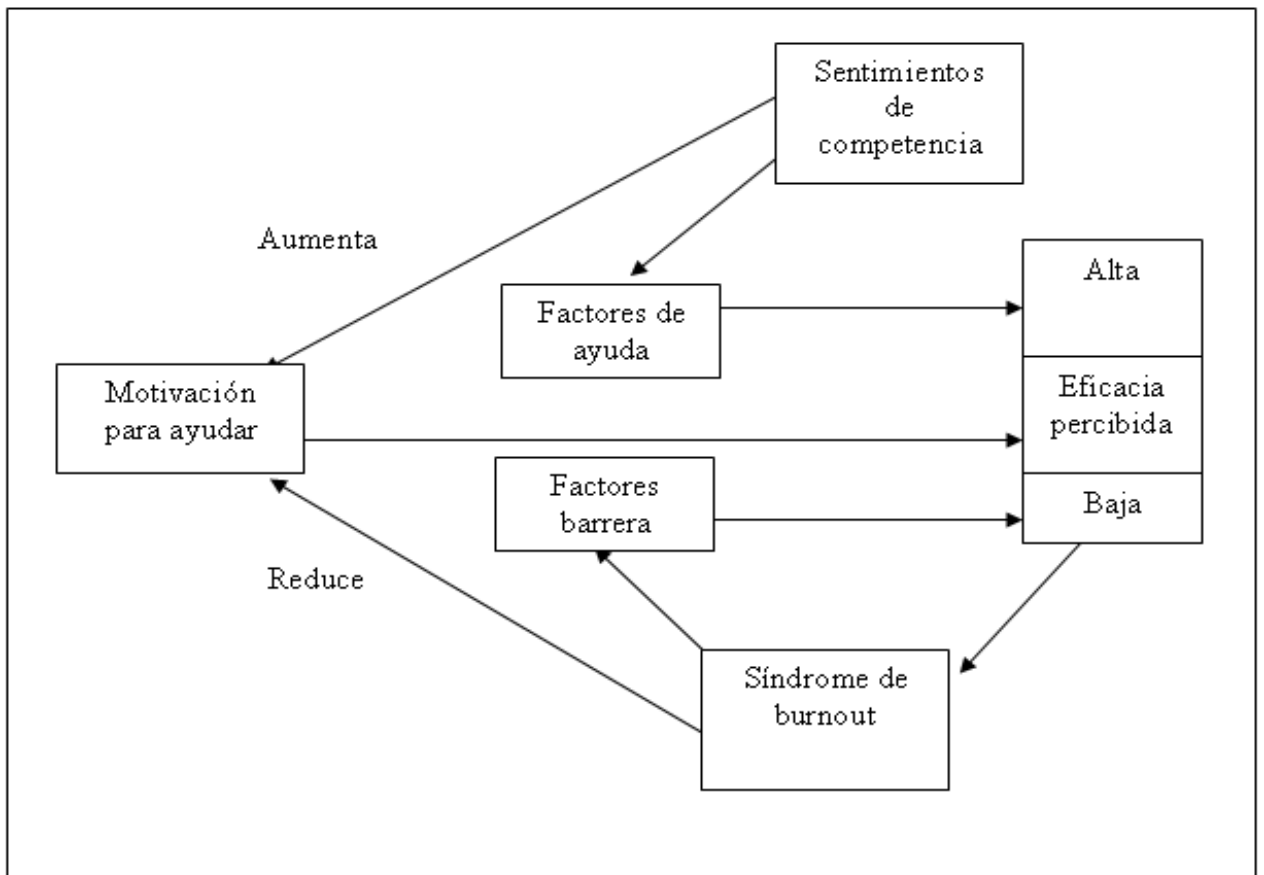 Sentimientos
de
competencia
Aumenta
Alta
Factores de
ayuda
Motivación
para ayudar
Eficacia
percibida
Factores
barrera
Baja
Reduce
Síndrome de
burnout